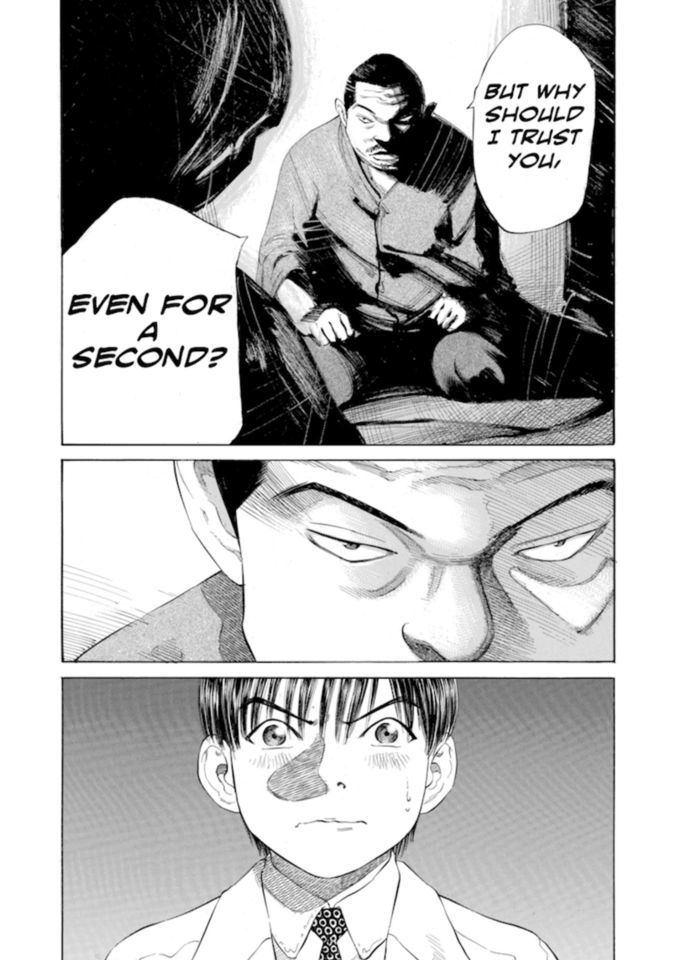 BUT WHY
SHOULD
I TRUST
YOU,
EVEN FOR
A
SECOND?